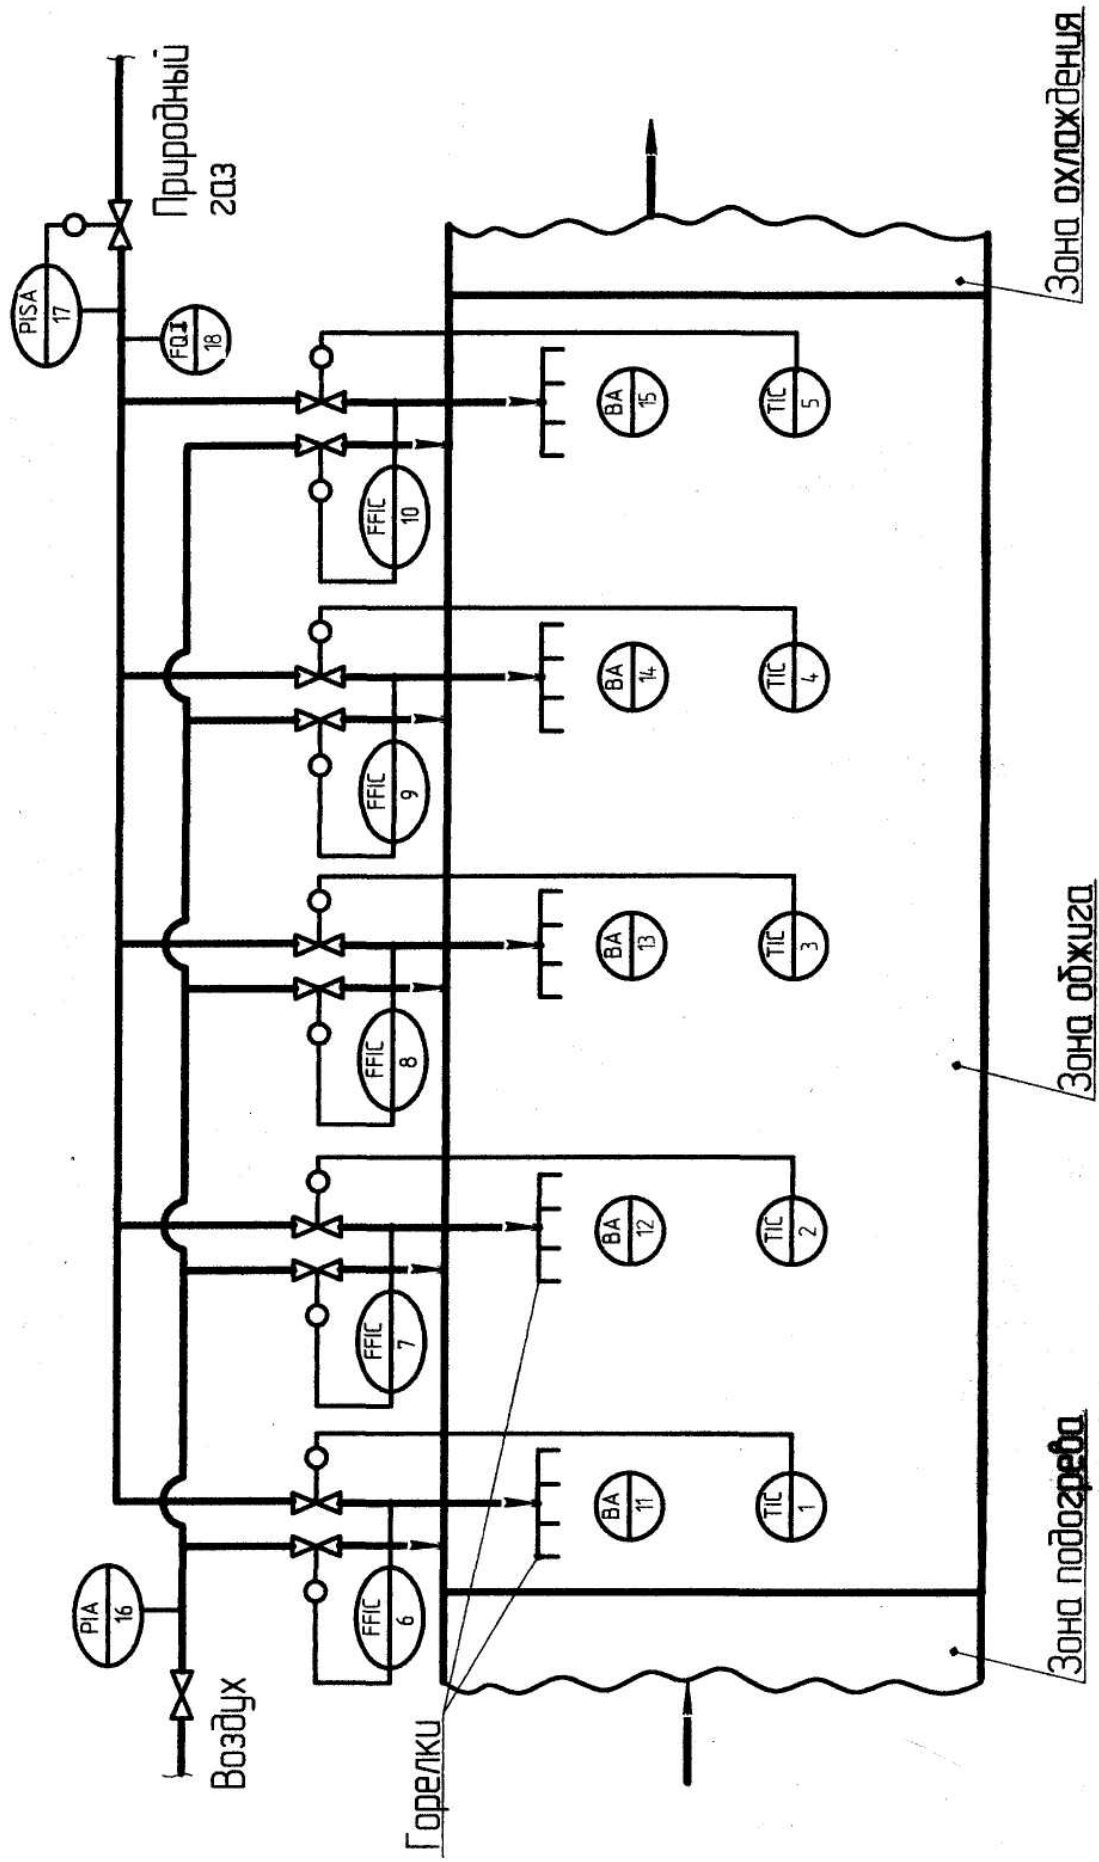 Природный
газ
PISA
17
FQI
18
PIA
16
Воздух
FFIC
6
FFIC
7
FFIC
8
FFIC
9
FFIC
10
Горелки
BA
11
BA
12
BA
13
BA
14
BA
15
TIC
1
TIC
2
TIC
3
TIC
4
TIC
5
Зона подогрева
Зона обжига
Зона охлаждения